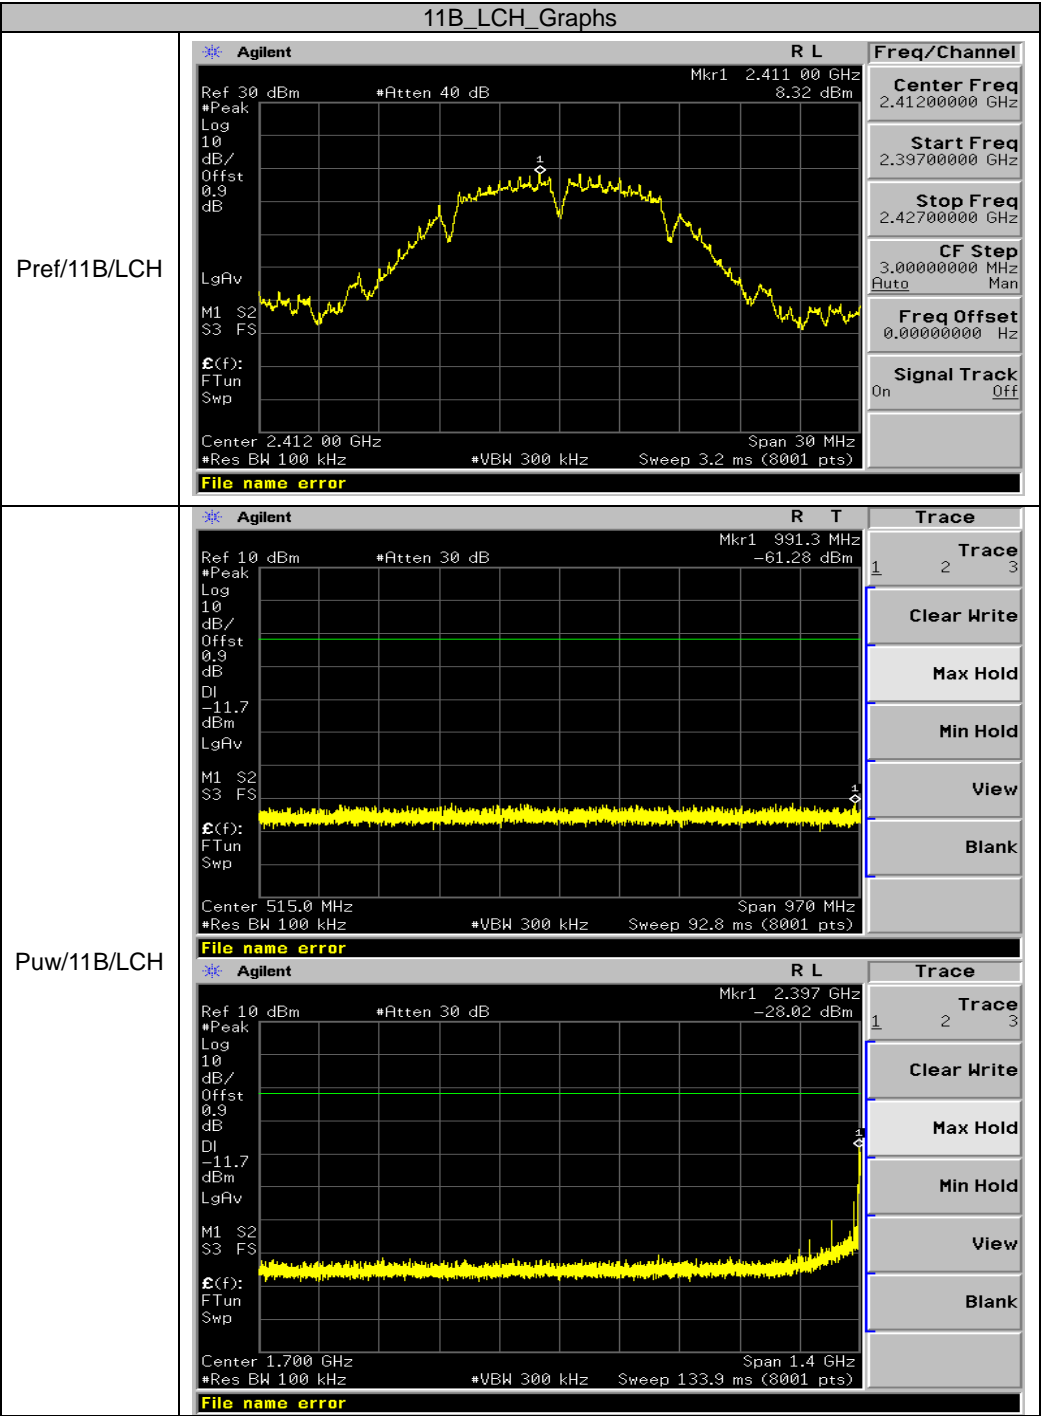 11B_LCH_Graphs
Pref/11B/LCH
Agilent
R L
Freq/Channel
Mkr1 2.411 00 GHz
Ref 30 dBm #Atten 40 dB 8.32 dBm
#Peak
Log
10
dB/
Offst
0.9
dB
1
LgAv
M1 S2
S3 FS
£(f):
FTun
Swp
Center 2.412 00 GHz Span 30 MHz
#Res BW 100 kHz #VBW 300 kHz Sweep 3.2 ms (8001 pts)
File name error
Center Freq
2.41200000 GHz
Start Freq
2.39700000 GHz
Stop Freq
2.42700000 GHz
CF Step
3.00000000 MHz
Auto Man
Freq Offset
0.00000000 Hz
Signal Track
On Off
Puw/11B/LCH
Agilent
R T
Trace
Mkr1 991.3 MHz
Ref 10 dBm #Atten 30 dB -61.28 dBm
#Peak
Log
10
dB/
Offst
0.9
dB
DI
-11.7
dBm
LgAv
1
M1 S2
S3 FS
£(f):
FTun
Swp
Center 515.0 MHz Span 970 MHz
#Res BW 100 kHz #VBW 300 kHz Sweep 92.8 ms (8001 pts)
File name error
Trace
1 2 3
Clear Write
Max Hold
Min Hold
View
Blank
Agilent
R L
Trace
Mkr1 2.397 GHz
Ref 10 dBm #Atten 30 dB -28.02 dBm
#Peak
Log
10
dB/
Offst
0.9
dB
DI
-11.7
dBm
LgAv
1
M1 S2
S3 FS
£(f):
FTun
Swp
Center 1.700 GHz Span 1.4 GHz
#Res BW 100 kHz #VBW 300 kHz Sweep 133.9 ms (8001 pts)
File name error
Trace
1 2 3
Clear Write
Max Hold
Min Hold
View
Blank